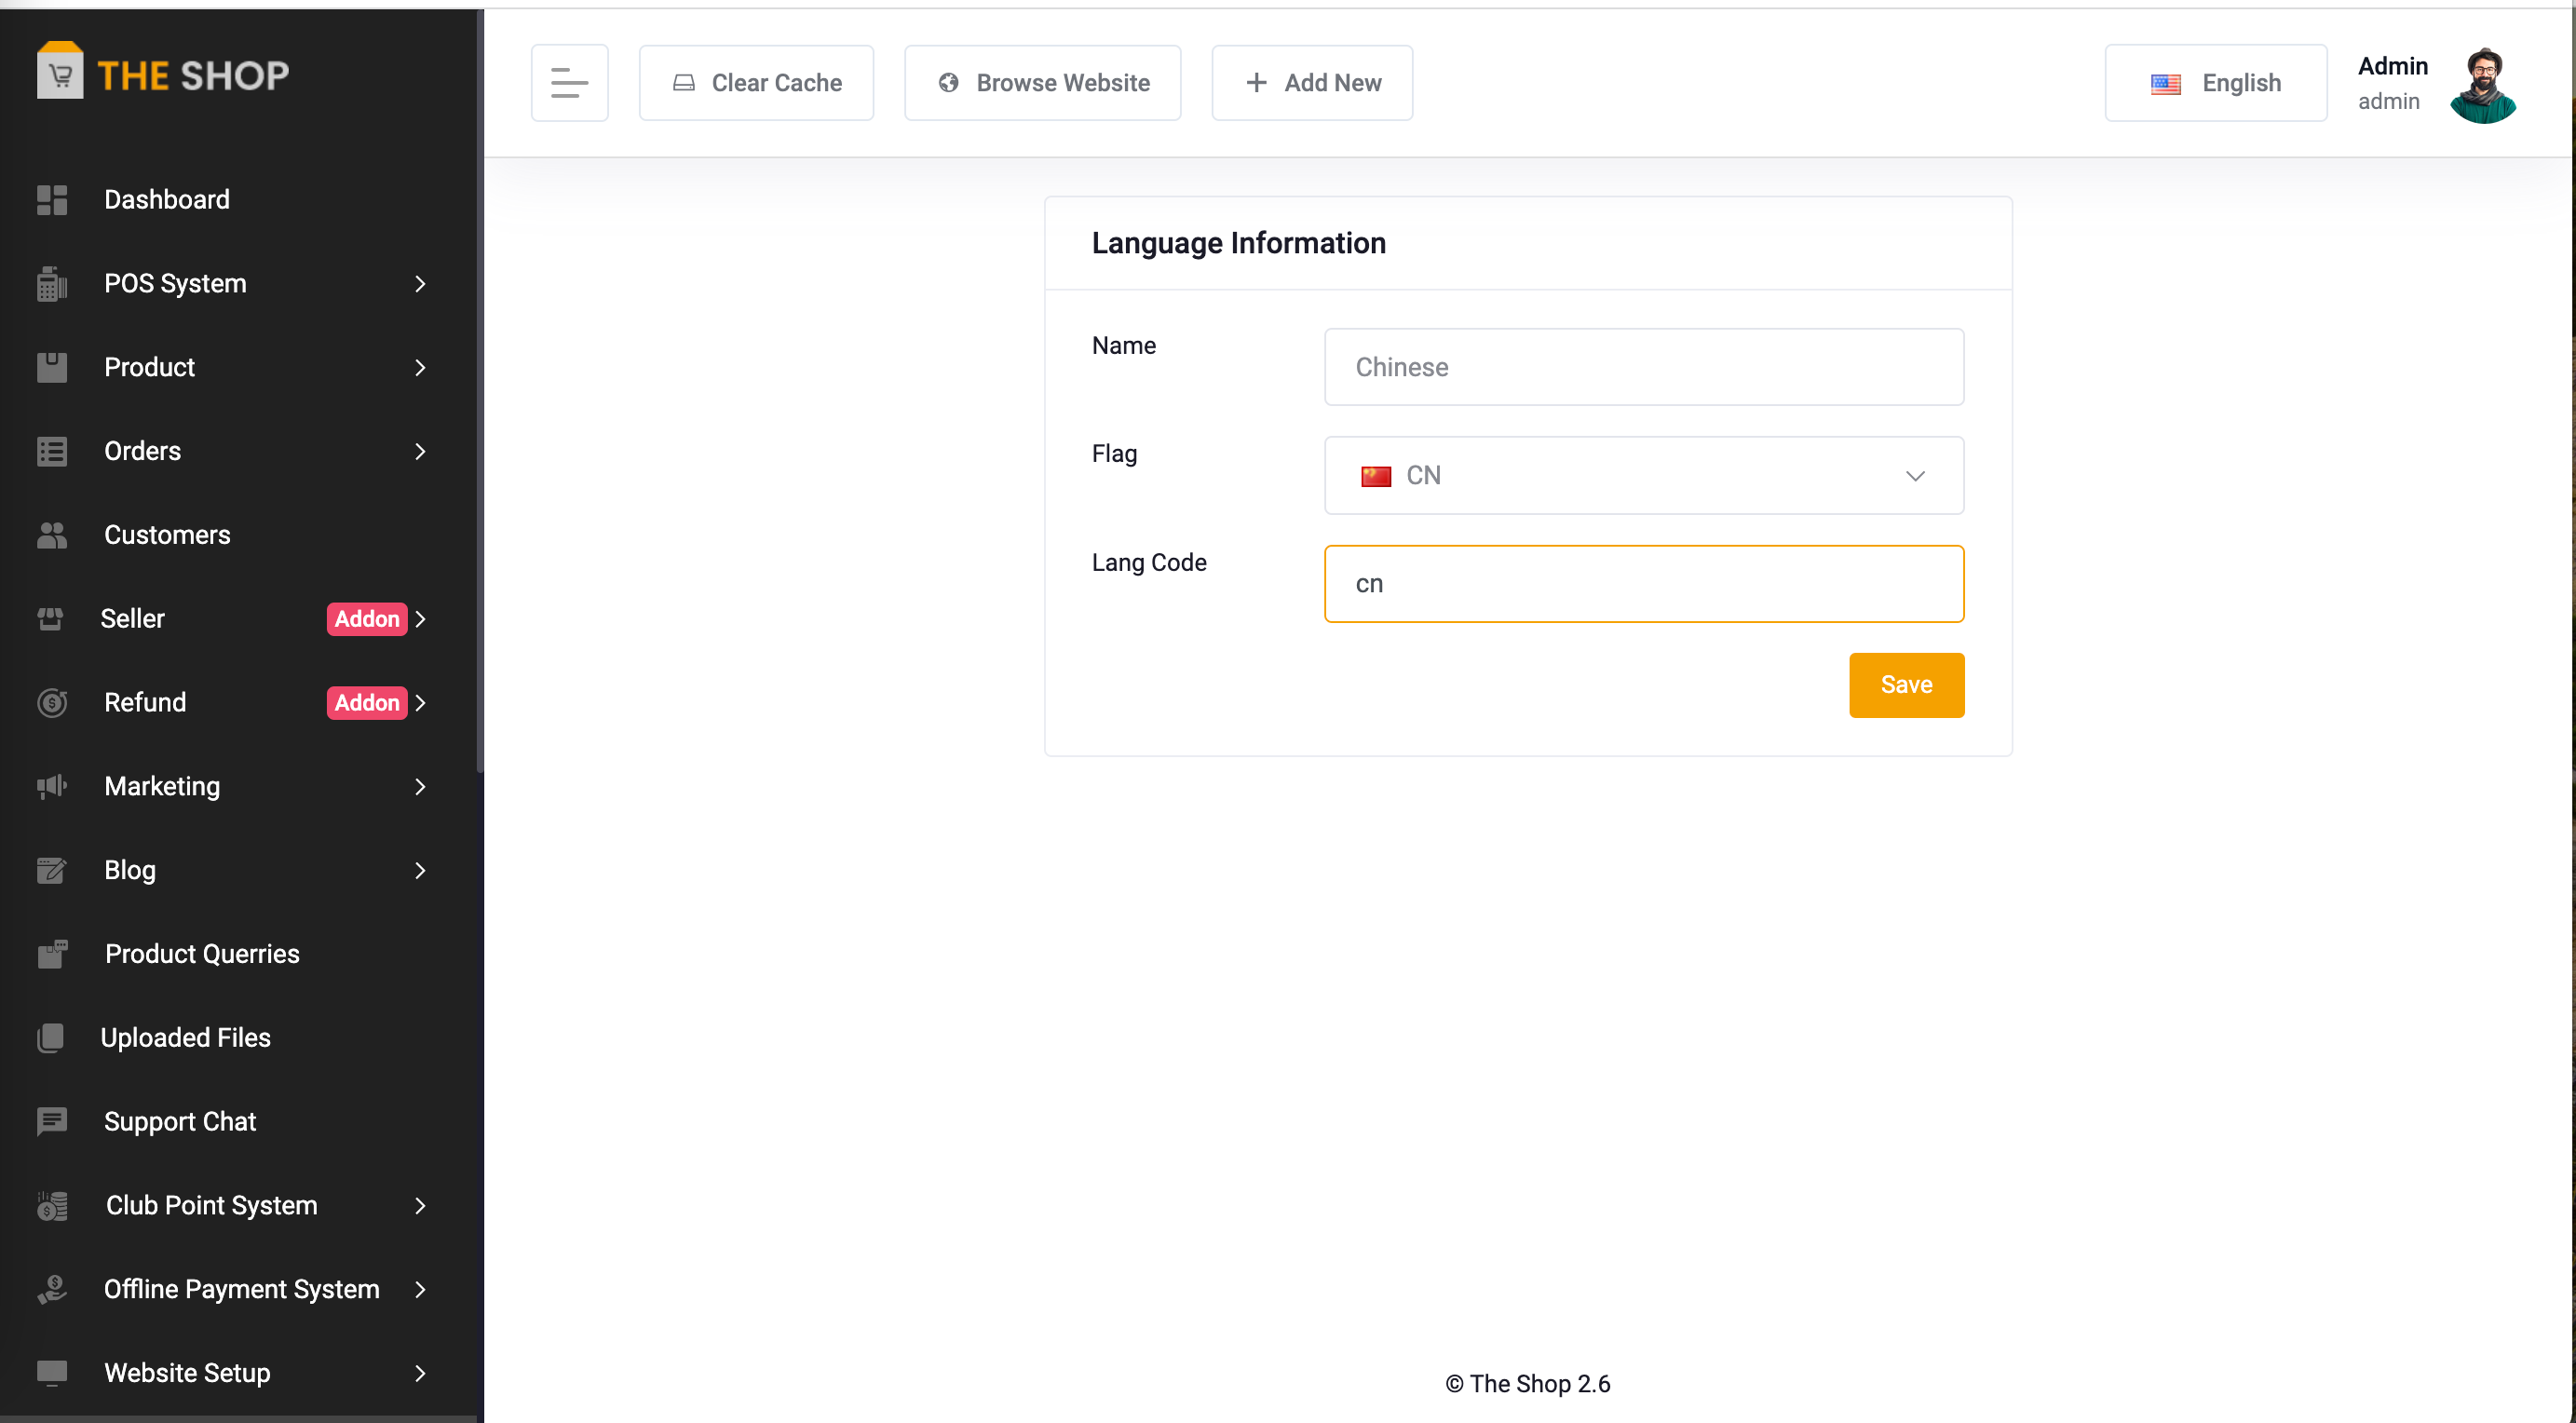 THE SHOP
Clear Cache
Browse Website
Add New
English
Admin
admin
Dashboard
POS System
Product
Orders
Customers
Seller Addon
Refund Addon
Marketing
Blog
Product Querries
Uploaded Files
Support Chat
Club Point System
Offline Payment System
Website Setup
Language Information
Name
Chinese
Flag
CN
Lang Code
cn
Save
© The Shop 2.6